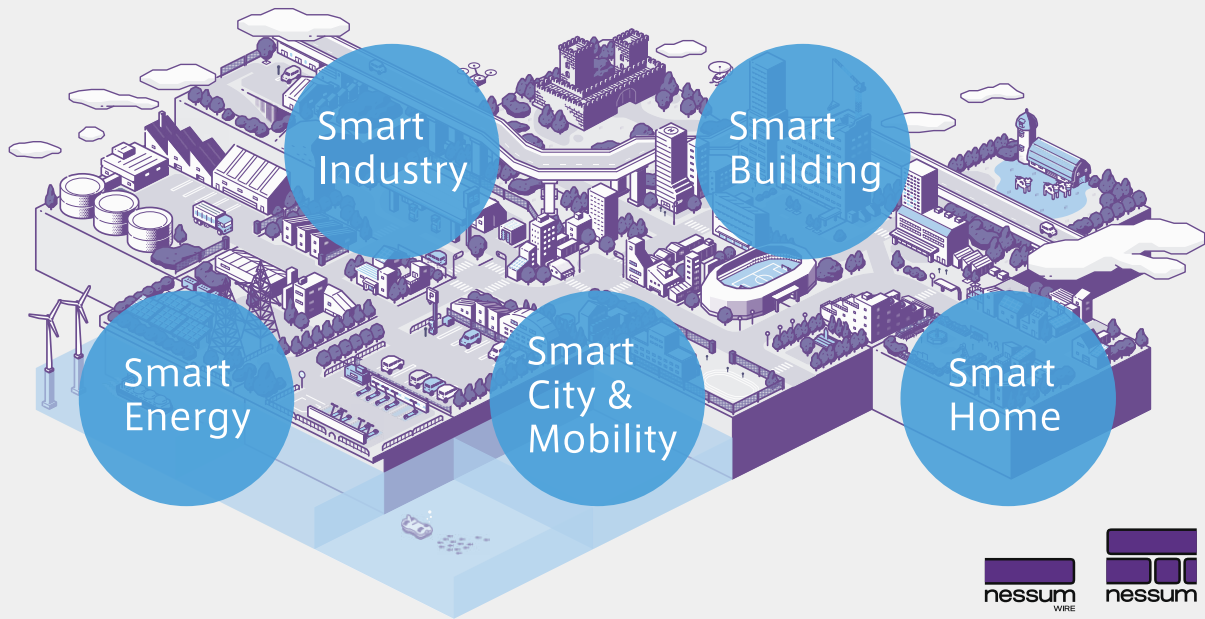 Smart
Industry
Smart
Building
Smart
Energy
Smart
City &
Mobility
Smart
Home
nessum
WIRE
nessum